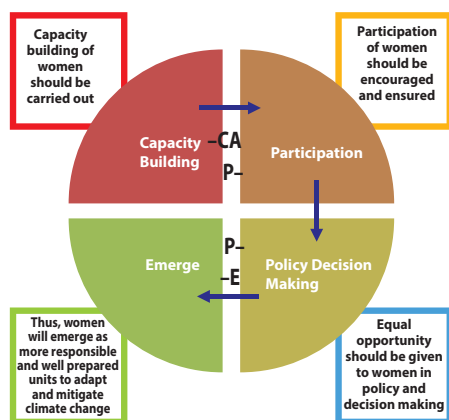 Capacity
building of
women
should be
carried out
Participation
of women
should be
encouraged
and ensured
Capacity
Building
–CA
P–
Participation
Emerge
P–
–E
Policy Decision
Making
Thus, women
will emerge as
more responsible
and well prepared
units to adapt
and mitigate
climate change
Equal
opportunity
should be given
to women in
policy and
decision making